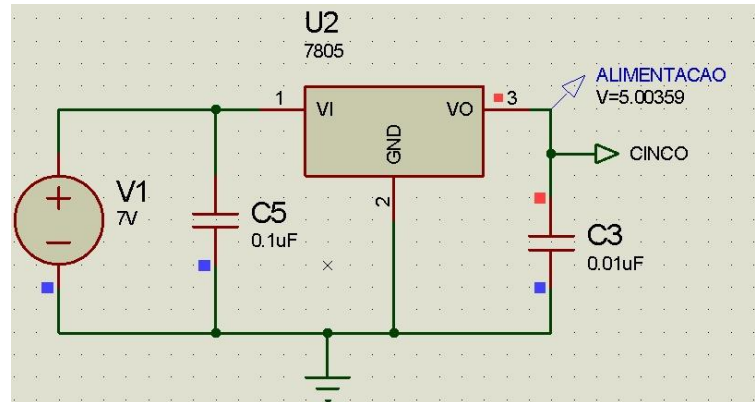 U2
7805
1
VI
VO
3
GND
2
ALIMENTACAO
V=5.00359
CINCO
V1
7V
C5
0.1uF
C3
0.01uF